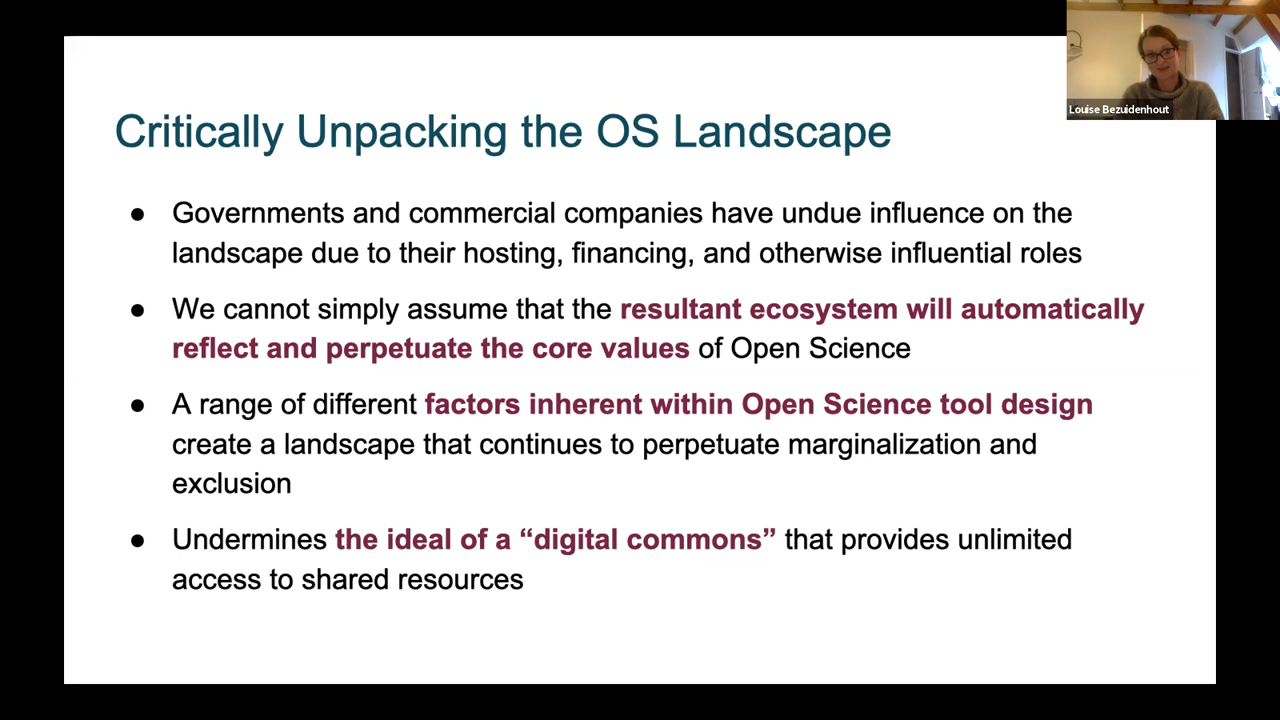 Louise Bezuidenhout
Critically Unpacking the OS Landscape
● Governments and commercial companies have undue influence on the
landscape due to their hosting, financing, and otherwise influential roles
● We cannot simply assume that the resultant ecosystem will automatically
reflect and perpetuate the core values of Open Science
● A range of different factors inherent within Open Science tool design
create a landscape that continues to perpetuate marginalization and
exclusion
● Undermines the ideal of a “digital commons” that provides unlimited
access to shared resources